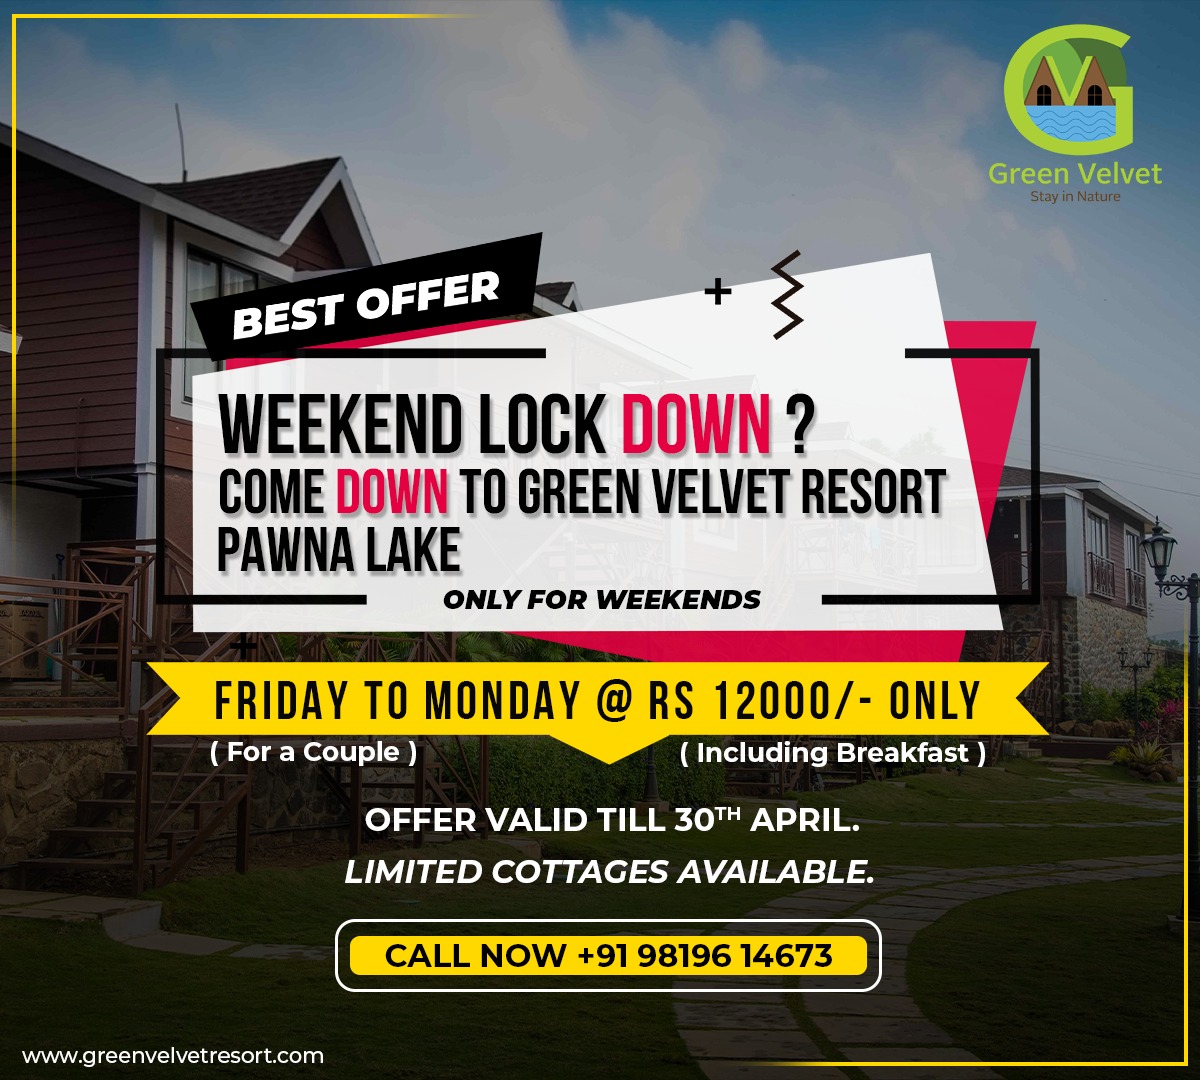 Green Velvet
Stay in Nature
BEST OFFER
WEEKEND LOCK DOWN ?
COME DOWN TO GREEN VELVET RESORT
PAWNA LAKE
ONLY FOR WEEKENDS
FRIDAY TO MONDAY @ RS 12000/- ONLY
( For a Couple ) ( Including Breakfast )
OFFER VALID TILL 30TH APRIL.
LIMITED COTTAGES AVAILABLE.
CALL NOW +91 98196 14673
www.greenvelvetresort.com